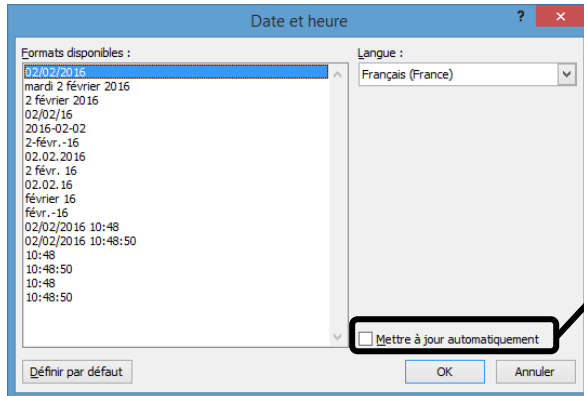 Date et heure
?
×
Formats disponibles :
Langue :
02/02/2016
mardi 2 février 2016
2 février 2016
02/02/16
2016-02-02
2-févr.-16
02.02.2016
2 févr. 16
02.02.16
février 16
févr.-16
02/02/2016 10:48
02/02/2016 10:48:50
10:48
10:48:50
10:48
10:48:50
Français (France)
Mettre à jour automatiquement
Définir par défaut
OK
Annuler